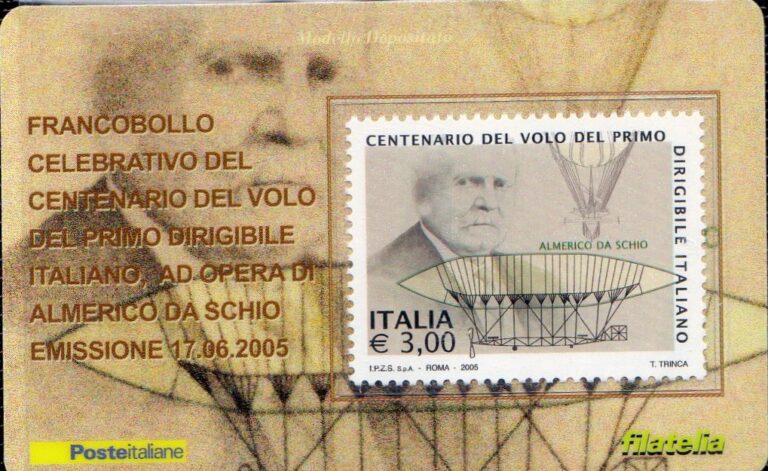 Modello Depositato
FRANCOBOLLO
CELEBRATIVO DEL
CENTENARIO DEL VOLO
DEL PRIMO DIRIGIBILE
ITALIANO, AD OPERA DI
ALMERICO DA SCHIO
EMISSIONE 17.06.2005
CENTENARIO DEL VOLO DEL PRIMO
DIRIGIBILE ITALIANO
ALMERICO DA SCHIO
ITALIA
€ 3,00
I.P.Z.S. S.p.A. - ROMA - 2005
T. TRINCA
Posteitaliane
filatelia